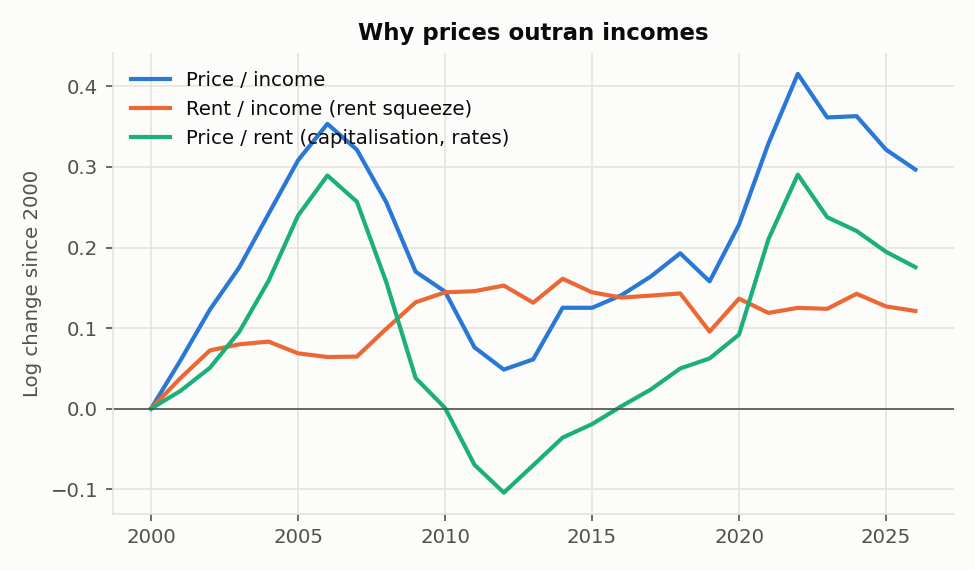 Why prices outran incomes
Price / income
Rent / income (rent squeeze)
Price / rent (capitalisation, rates)
Log change since 2000
0.4
0.3
0.2
0.1
0.0
−0.1
2000 2005 2010 2015 2020 2025